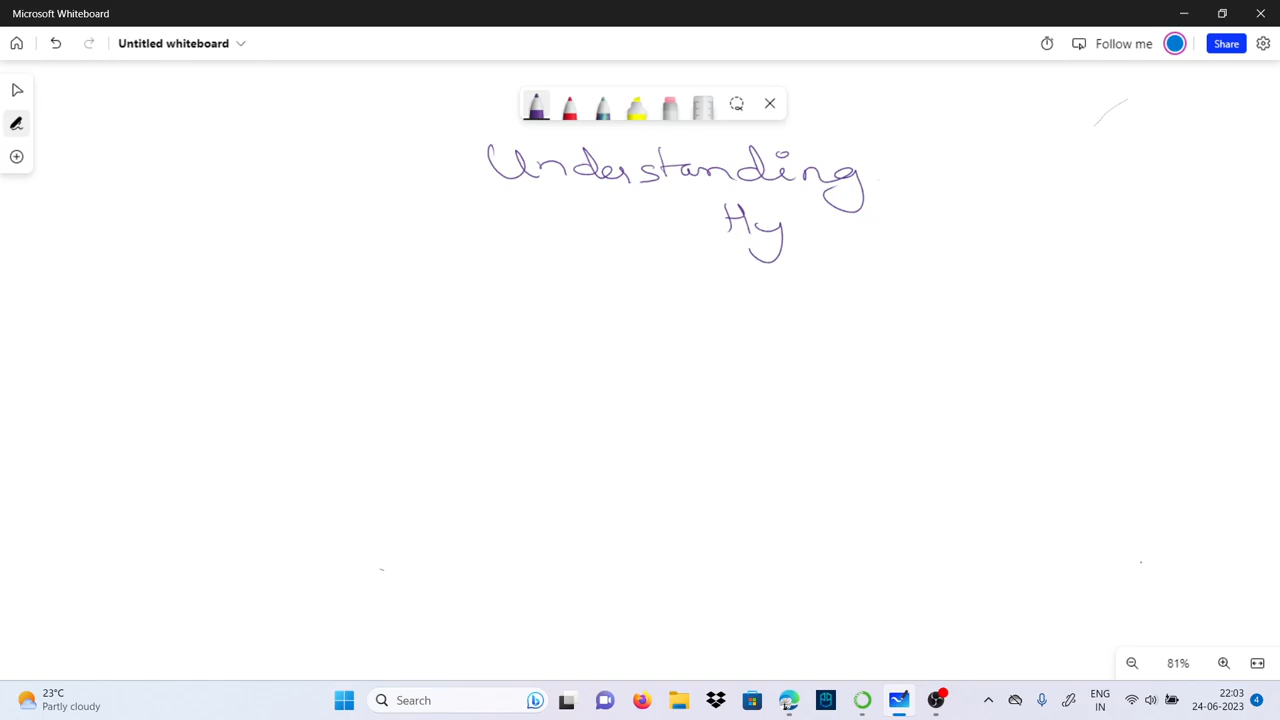 Microsoft Whiteboard
Untitled whiteboard
Follow me
Share
Understanding
Hy
81%
23°C
Partly cloudy
Search
ENG
IN
22:03
24-06-2023
4